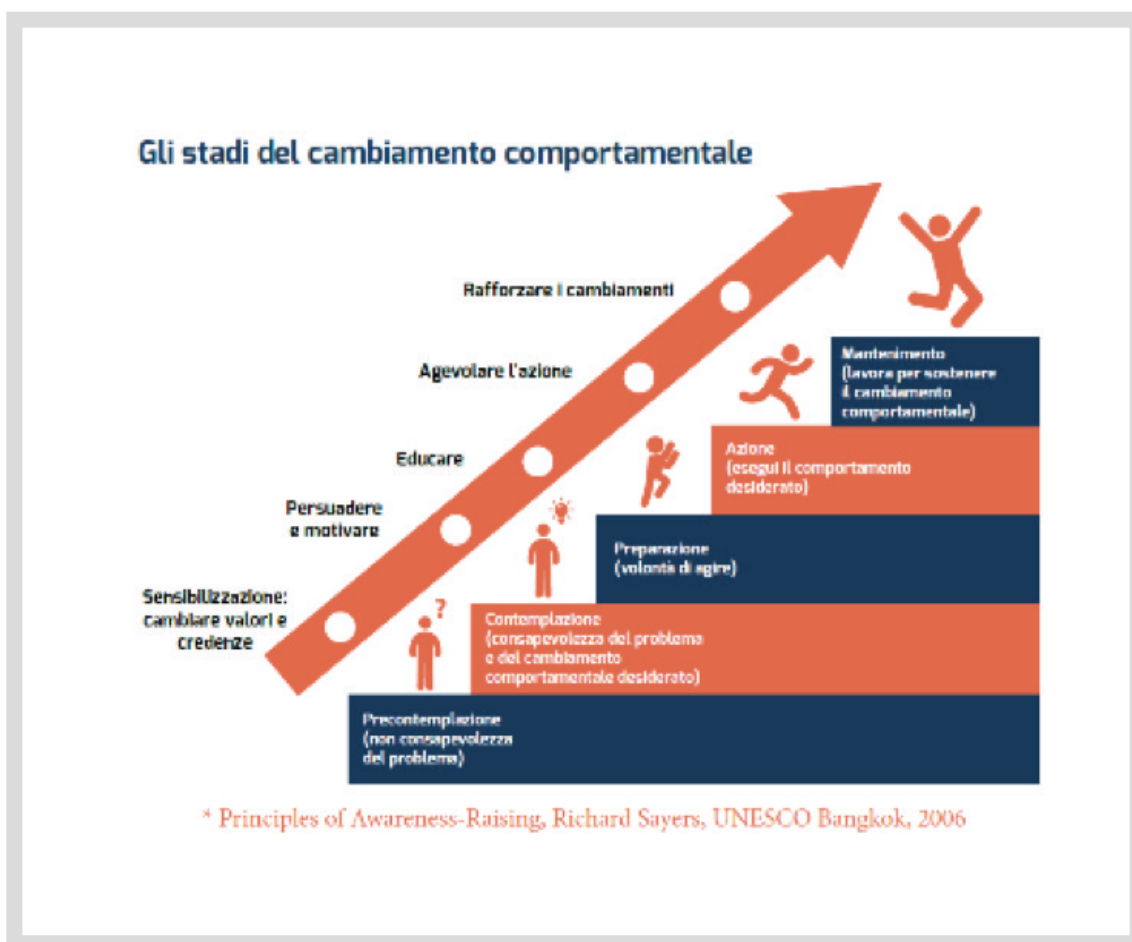 Gli stadi del cambiamento comportamentale
Rafforzare i cambiamenti
Agevolare l'azione
Educare
Persuadere
e motivare
Sensibilizzazione:
cambiare valori e
credenze
?
Mantenimento
(lavora per sostenere
il cambiamento
comportamentale)
Azione
(esegui il comportamento
desiderato)
Preparazione
(volontà di agire)
Contemplazione
(consapevolezza del problema
e del cambiamento
comportamentale desiderato)
Precontemplazione
(non consapevolezza
del problema)
* Principles of Awareness-Raising, Richard Sayers, UNESCO Bangkok, 2006